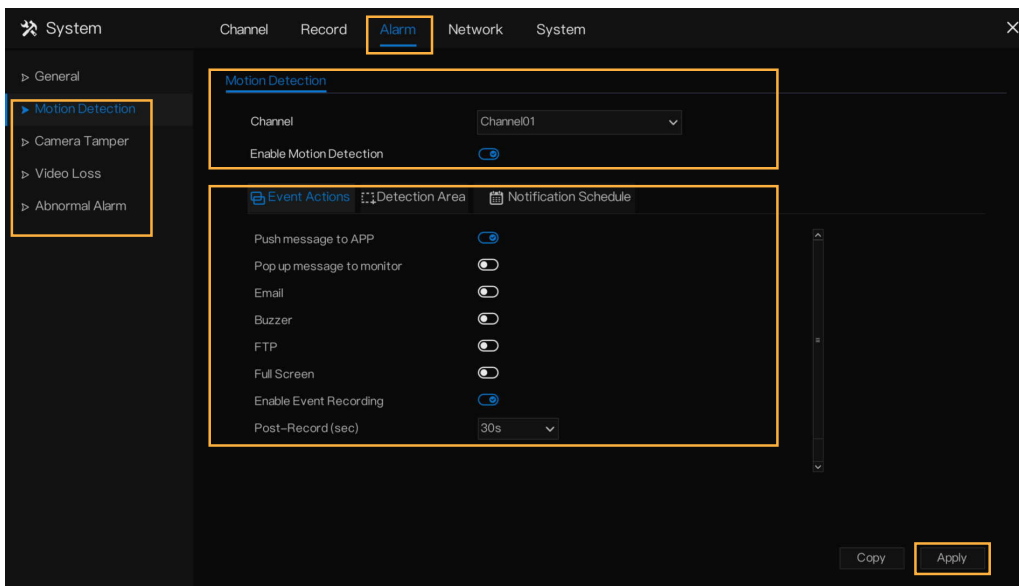 System
Channel Record Alarm Network System
General
Motion Detection
Camera Tamper
Video Loss
Abnormal Alarm
Motion Detection
Channel Channel01
Enable Motion Detection
Event Actions Detection Area Notification Schedule
Push message to APP
Pop up message to monitor
Email
Buzzer
FTP
Full Screen
Enable Event Recording
Post-Record (sec) 30s
Copy Apply